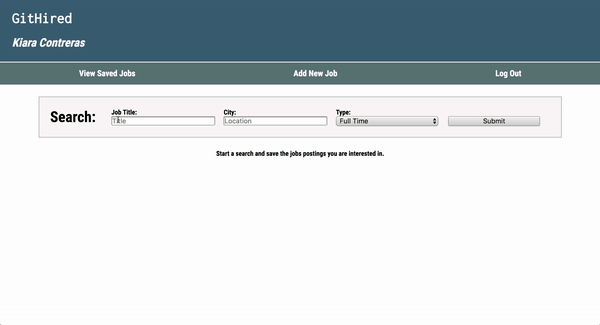 GitHired
Kiara Contreras
View Saved Jobs Add New Job Log Out
Search:
Job Title: City: Type:
Title Location Full Time Submit
Start a search and save the jobs postings you are interested in.